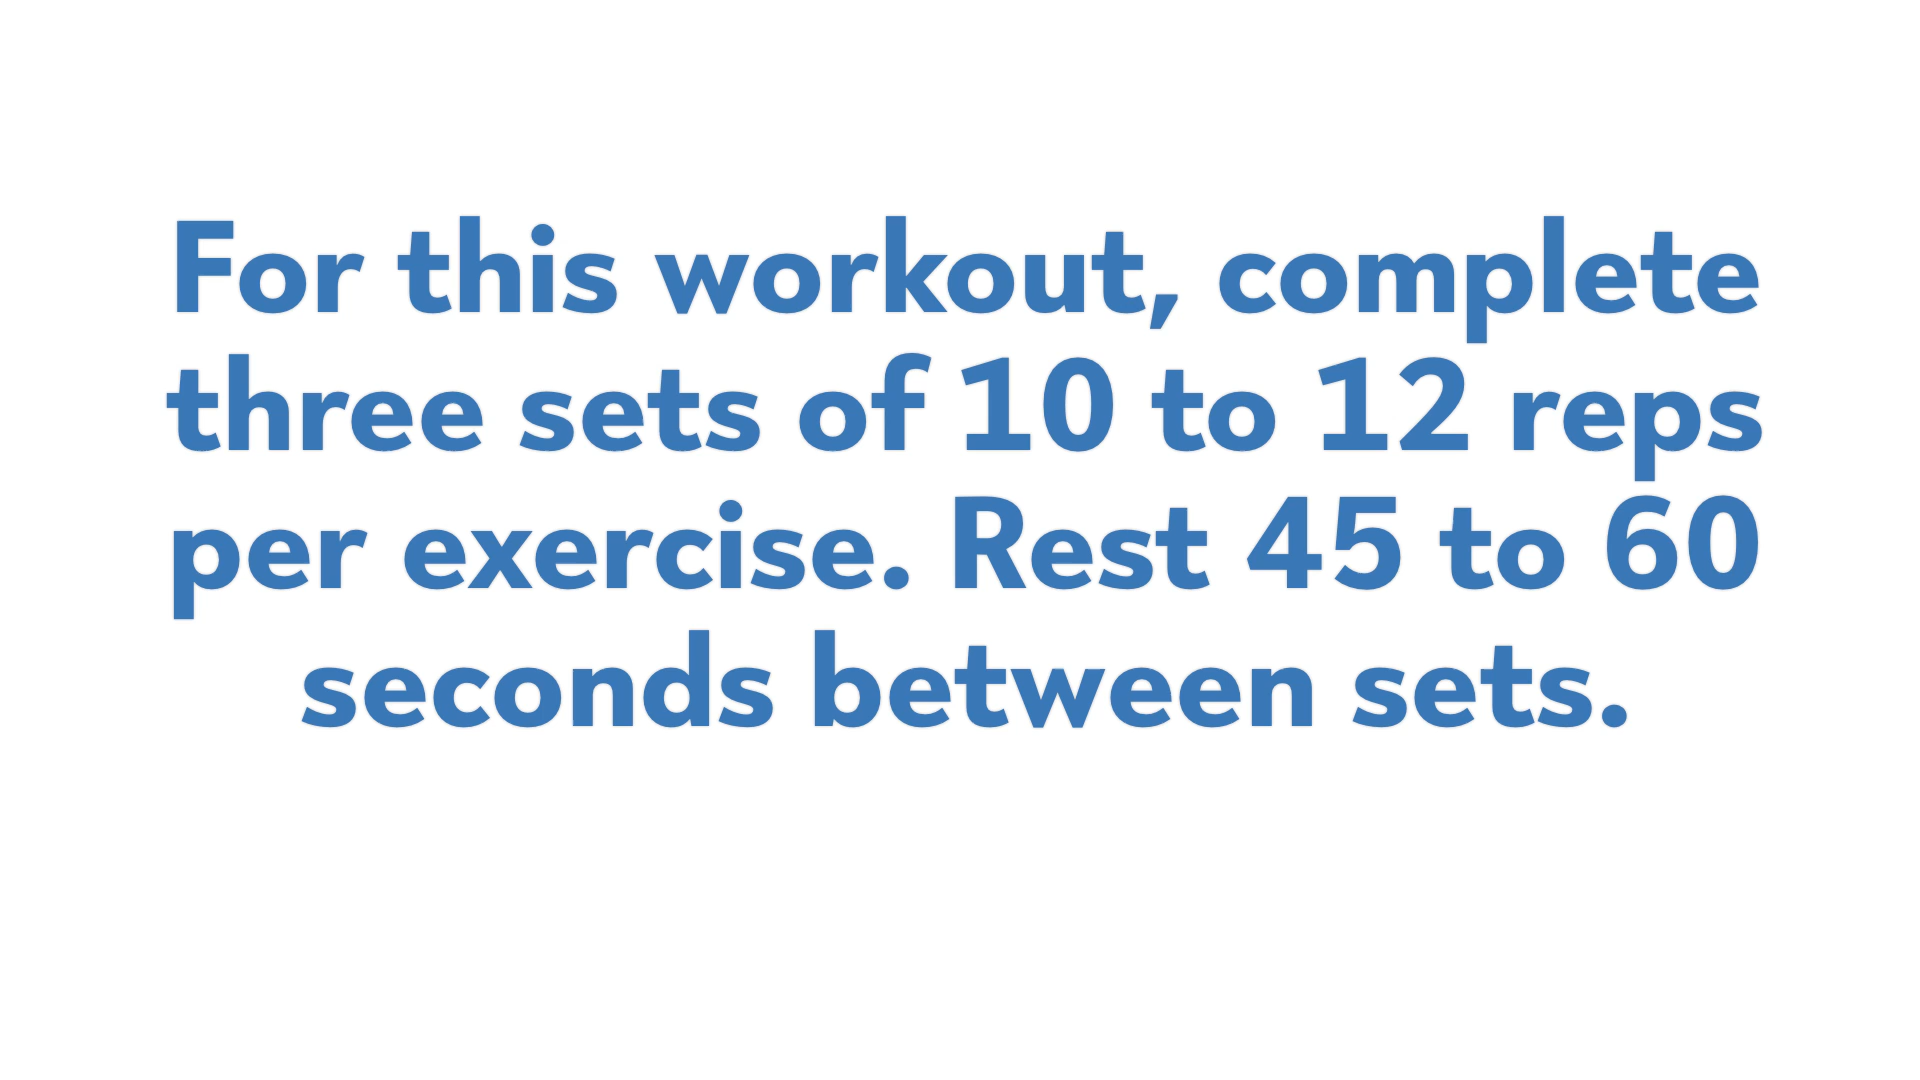 For this workout, complete
three sets of 10 to 12 reps
per exercise. Rest 45 to 60
seconds between sets.